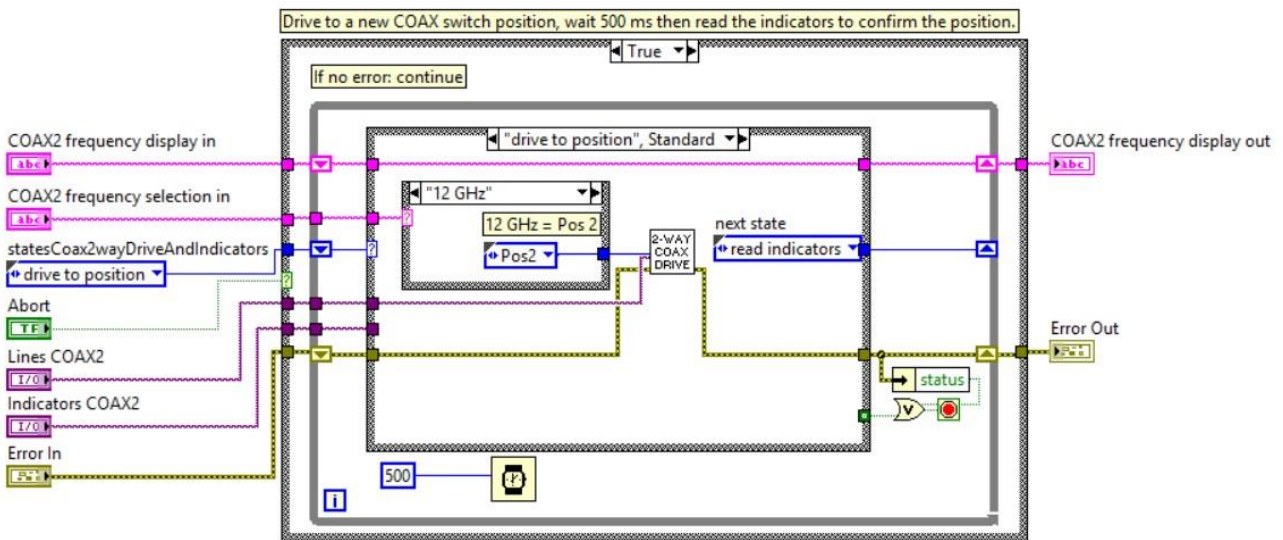 Drive to a new COAX switch position, wait 500 ms then read the indicators to confirm the position.
True
If no error: continue
COAX2 frequency display in
abc
"drive to position", Standard
COAX2 frequency display out
abc
COAX2 frequency selection in
abc
"12 GHz"
?
12 GHz = Pos 2
next state
statesCoax2wayDriveAndIndicators
?
Pos2
2-WAY
COAX
DRIVE
read indicators
drive to position
?
Abort
TF
Lines COAX2
I/O
Error Out
Indicators COAX2
I/O
status
V
Error In
500
i